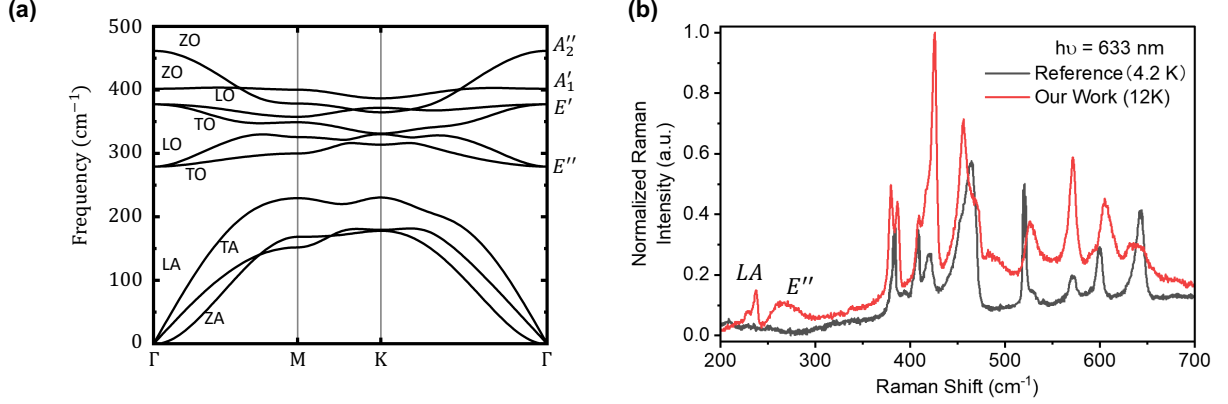 (a)
500
400
300
200
100
0
Frequency (cm⁻¹)
ZO
ZO
LO
TO
LO
TO
LA
TA
ZA
A₂′′
A₁′
E′
E′′
Γ
M
K
Γ
(b)
1.0
0.8
0.6
0.4
0.2
0.0
Normalized Raman
Intensity (a.u.)
hυ = 633 nm
Reference (4.2 K)
Our Work (12K)
LA
E′′
200
300
400
500
600
700
Raman Shift (cm⁻¹)